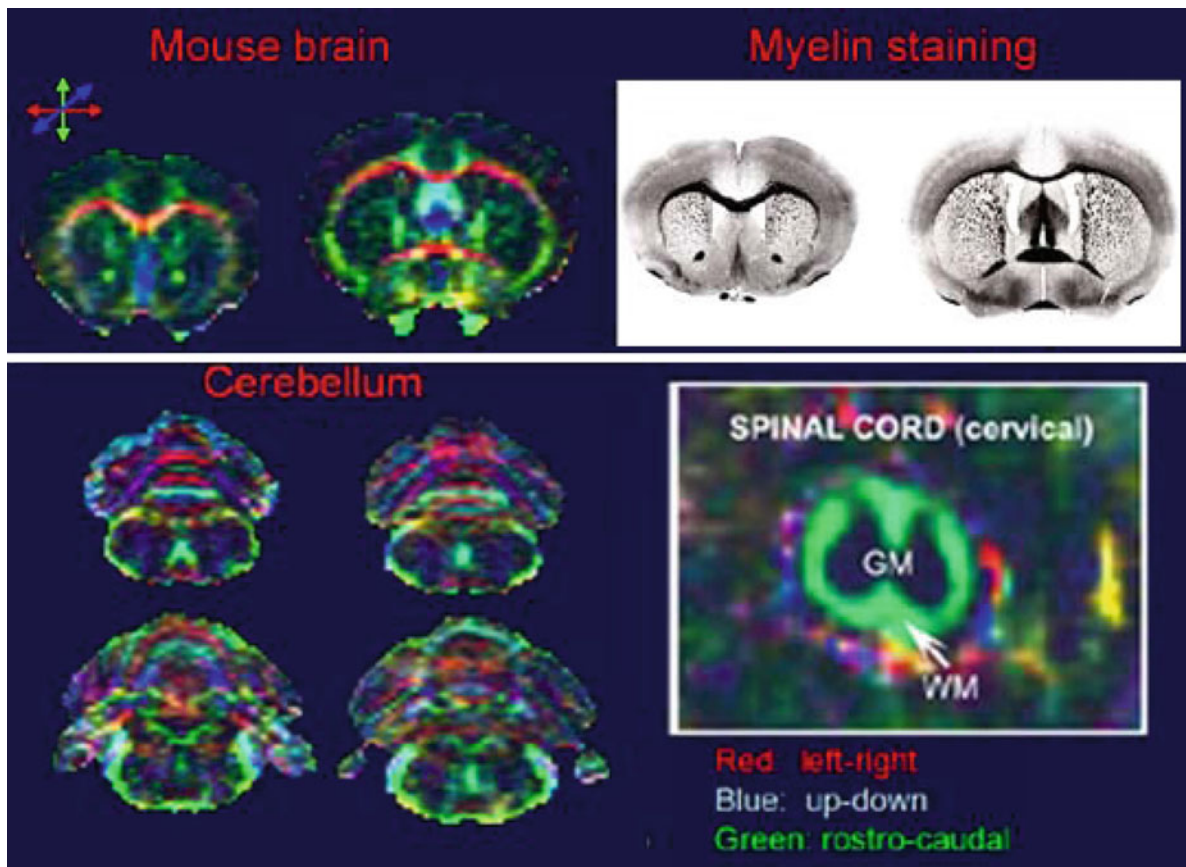 Mouse brain
Myelin staining
Cerebellum
SPINAL CORD (cervical)
GM
WM
Red: left-right
Blue: up-down
Green: rostro-caudal